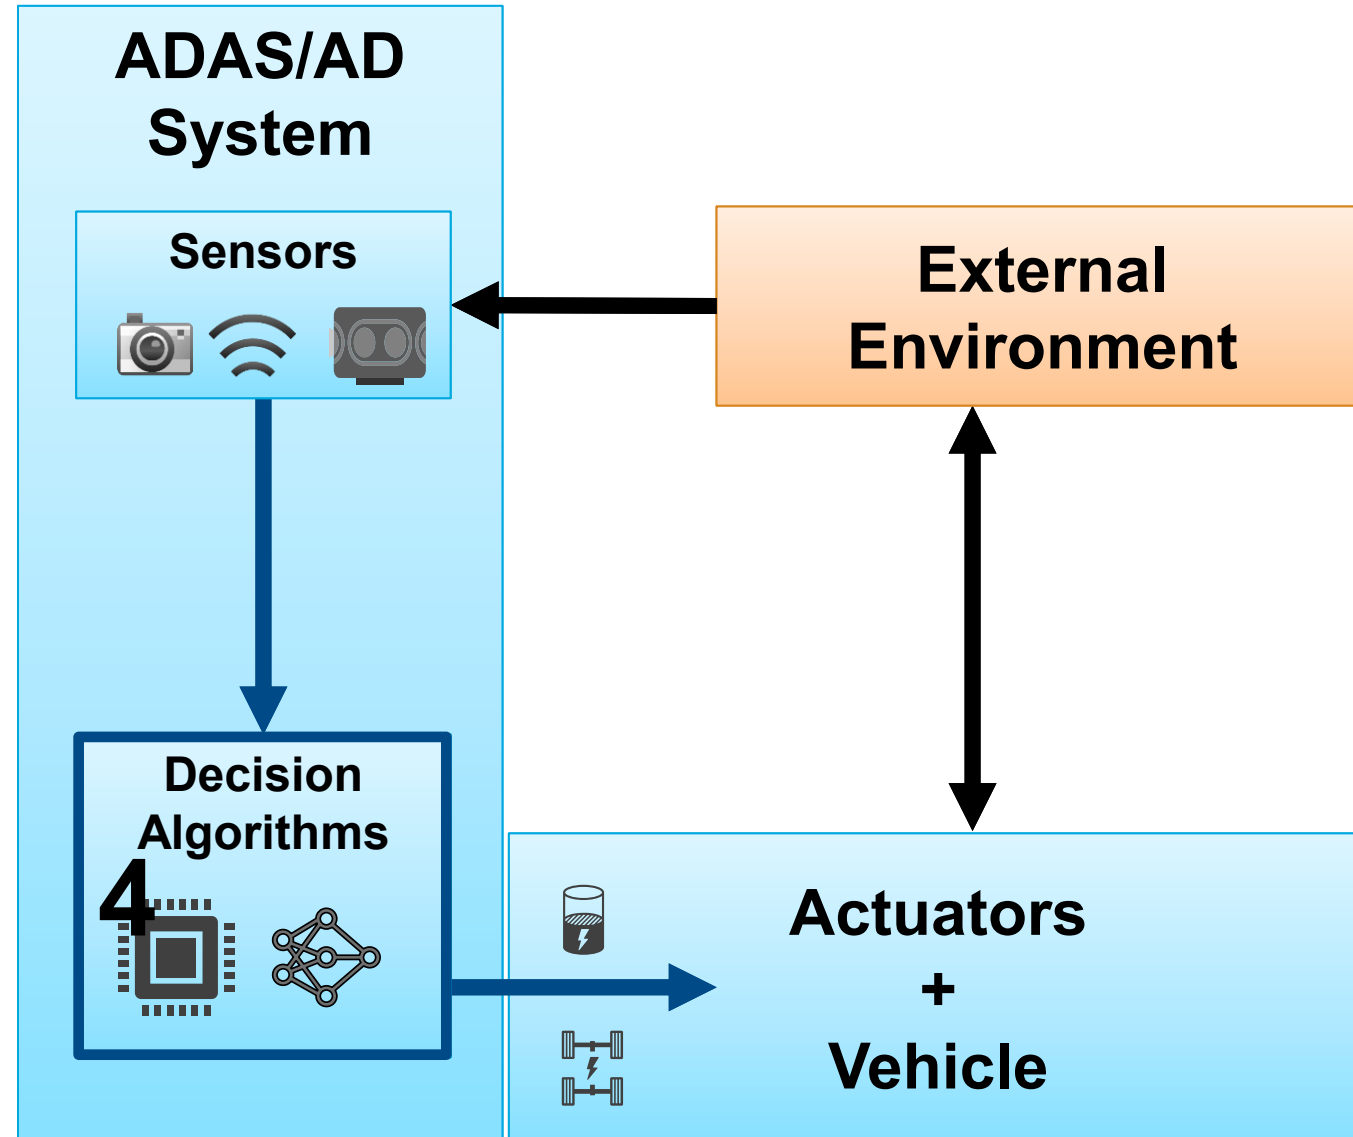 ADAS/AD
System
Sensors
External
Environment
Decision
Algorithms
4
Actuators
+
Vehicle